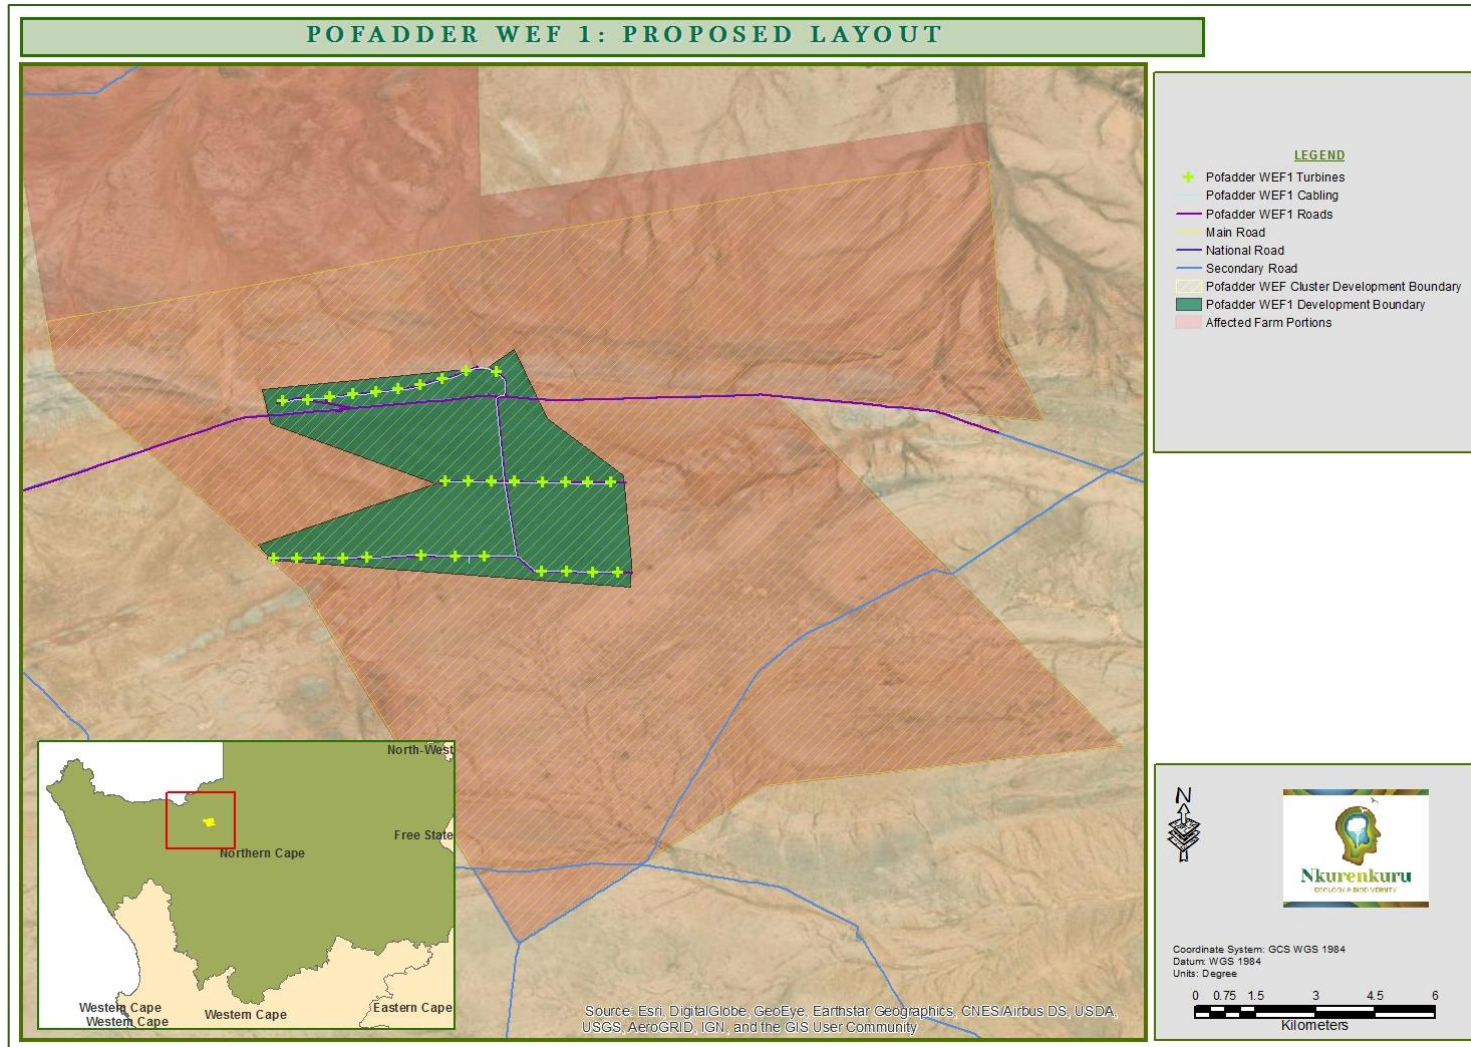 POFADDER WEF 1: PROPOSED LAYOUT
LEGEND
Pofadder WEF1 Turbines
Pofadder WEF1 Cabling
Pofadder WEF1 Roads
Main Road
National Road
Secondary Road
Pofadder WEF Cluster Development Boundary
Pofadder WEF1 Development Boundary
Affected Farm Portions
North-West
Free State
Northern Cape
Western Cape
Western Cape
Western Cape
Eastern Cape
Source: Esri, DigitalGlobe, GeoEye, Earthstar Geographics, CNES/Airbus DS, USDA,
USGS, AeroGRID, IGN, and the GIS User Community
N
Nkurenkuru
ECOLOGY & BIODIVERSITY
Coordinate System: GCS WGS 1984
Datum: WGS 1984
Units: Degree
0 0.75 1.5 3 4.5 6
Kilometers